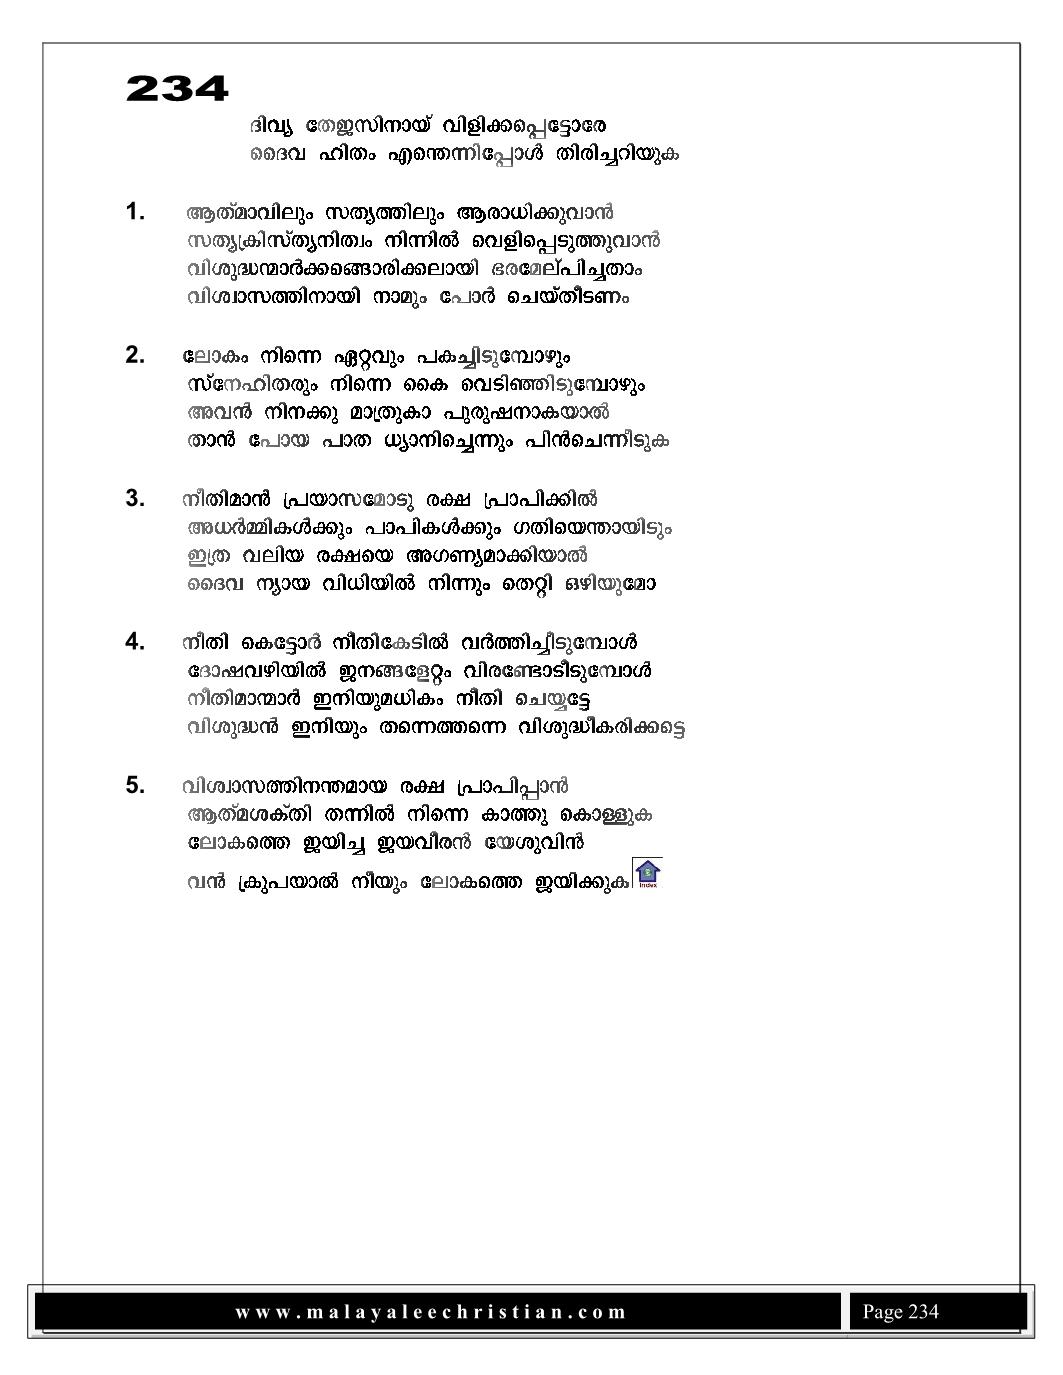 234
ദിവ്യ തേജസിനായ് വിളിക്കപ്പെട്ടോരേ
ദൈവ ഹിതം എന്തെന്നിപ്പോൾ തിരിച്ചറിയുക
1. ആത്മാവിലും സത്യത്തിലും ആരാധിക്കുവാൻ
സത്യക്രിസ്ത്യനിത്വം നിന്നിൽ വെളിപ്പെടുത്തുവാൻ
വിശുദ്ധന്മാർക്കങ്ങൊരിക്കലായി ഭരമേല്പിച്ചതാം
വിശ്വാസത്തിനായി നാമും പോർ ചെയ്തീടണം
2. ലോകം നിന്നെ ഏറ്റവും പകച്ചിടുമ്പോഴും
സ്നേഹിതരും നിന്നെ കൈ വെടിഞ്ഞിടുമ്പോഴും
അവൻ നിനക്കു മാത്രുകാ പുരുഷനാകയാൽ
താൻ പോയ പാത ധ്യാനിച്ചെന്നും പിൻചെന്നീടുക
3. നീതിമാൻ പ്രയാസമോടു രക്ഷ പ്രാപിക്കിൽ
അധർമ്മികൾക്കും പാപികൾക്കും ഗതിയെന്തായിടും
ഇത്ര വലിയ രക്ഷയെ അഗണ്യമാക്കിയാൽ
ദൈവ ന്യായ വിധിയിൽ നിന്നും തെറ്റി ഒഴിയുമോ
4. നീതി കെട്ടോർ നീതികേടിൽ വർത്തിച്ചീടുമ്പോൾ
ദോഷവഴിയിൽ ജനങ്ങളേറ്റം വിരണ്ടോടീടുമ്പോൾ
നീതിമാന്മാർ ഇനിയുമധികം നീതി ചെയ്യട്ടേ
വിശുദ്ധൻ ഇനിയും തന്നെത്തന്നെ വിശുദ്ധീകരിക്കട്ടെ
5. വിശ്വാസത്തിനന്തമായ രക്ഷ പ്രാപിപ്പാൻ
ആത്മശക്തി തന്നിൽ നിന്നെ കാത്തു കൊള്ളുക
ലോകത്തെ ജയിച്ച ജയവീരൻ യേശുവിൻ
വൻ ക്രുപയാൽ നീയും ലോകത്തെ ജയിക്കുക Index
www.malayaleechristian.com Page 234